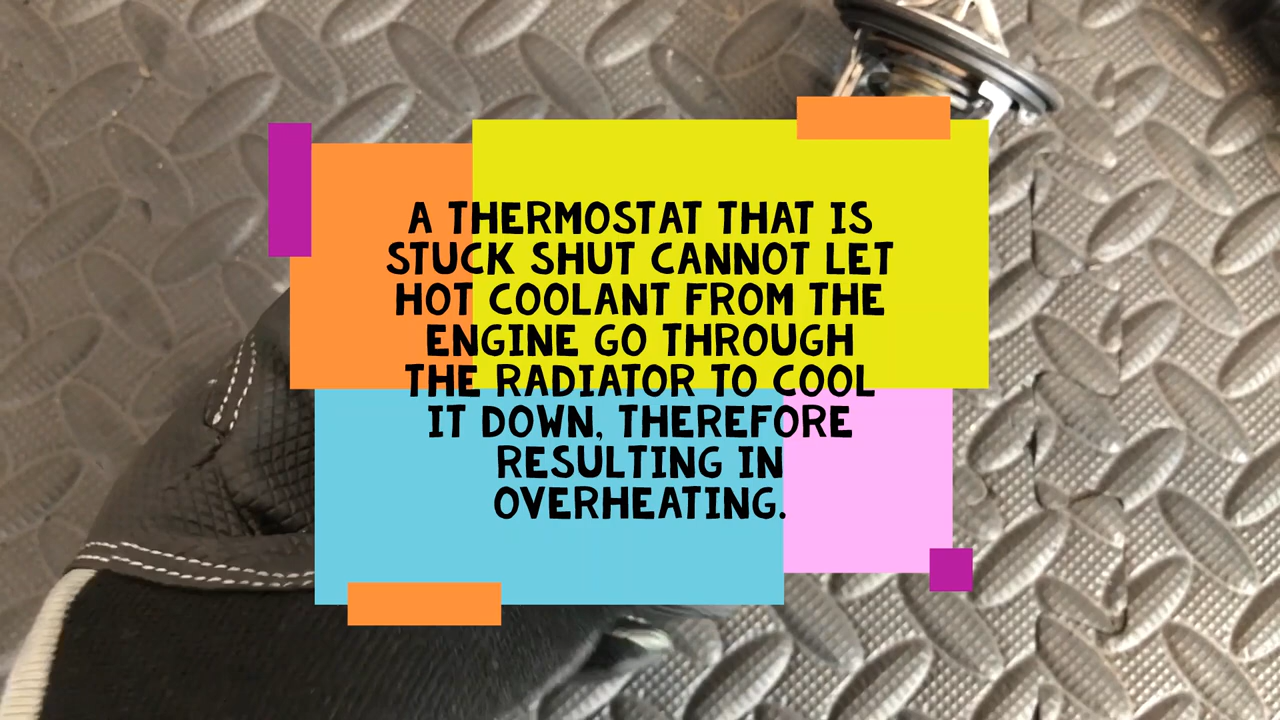 A THERMOSTAT THAT IS
STUCK SHUT CANNOT LET
HOT COOLANT FROM THE
ENGINE GO THROUGH
THE RADIATOR TO COOL
IT DOWN, THEREFORE
RESULTING IN
OVERHEATING.